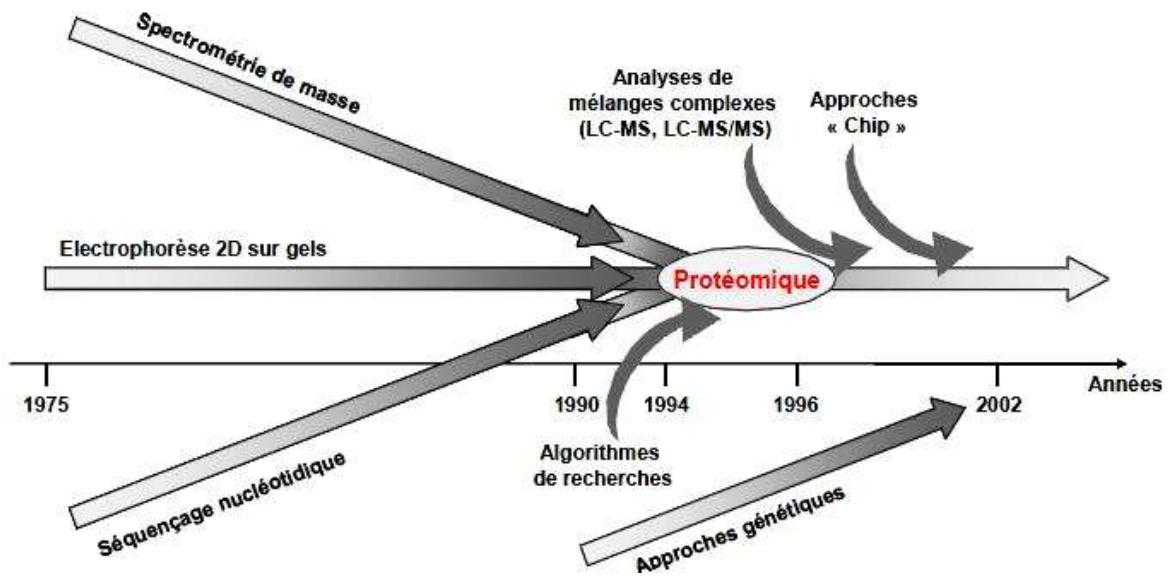 Spectrométrie de masse
Analyses de
mélanges complexes
(LC-MS, LC-MS/MS)
Approches
« Chip »
Electrophorèse 2D sur gels
Protéomique
Années
1975
1990
1994
1996
2002
Algorithmes
de recherches
Séquençage nucléotidique
Approches génétiques